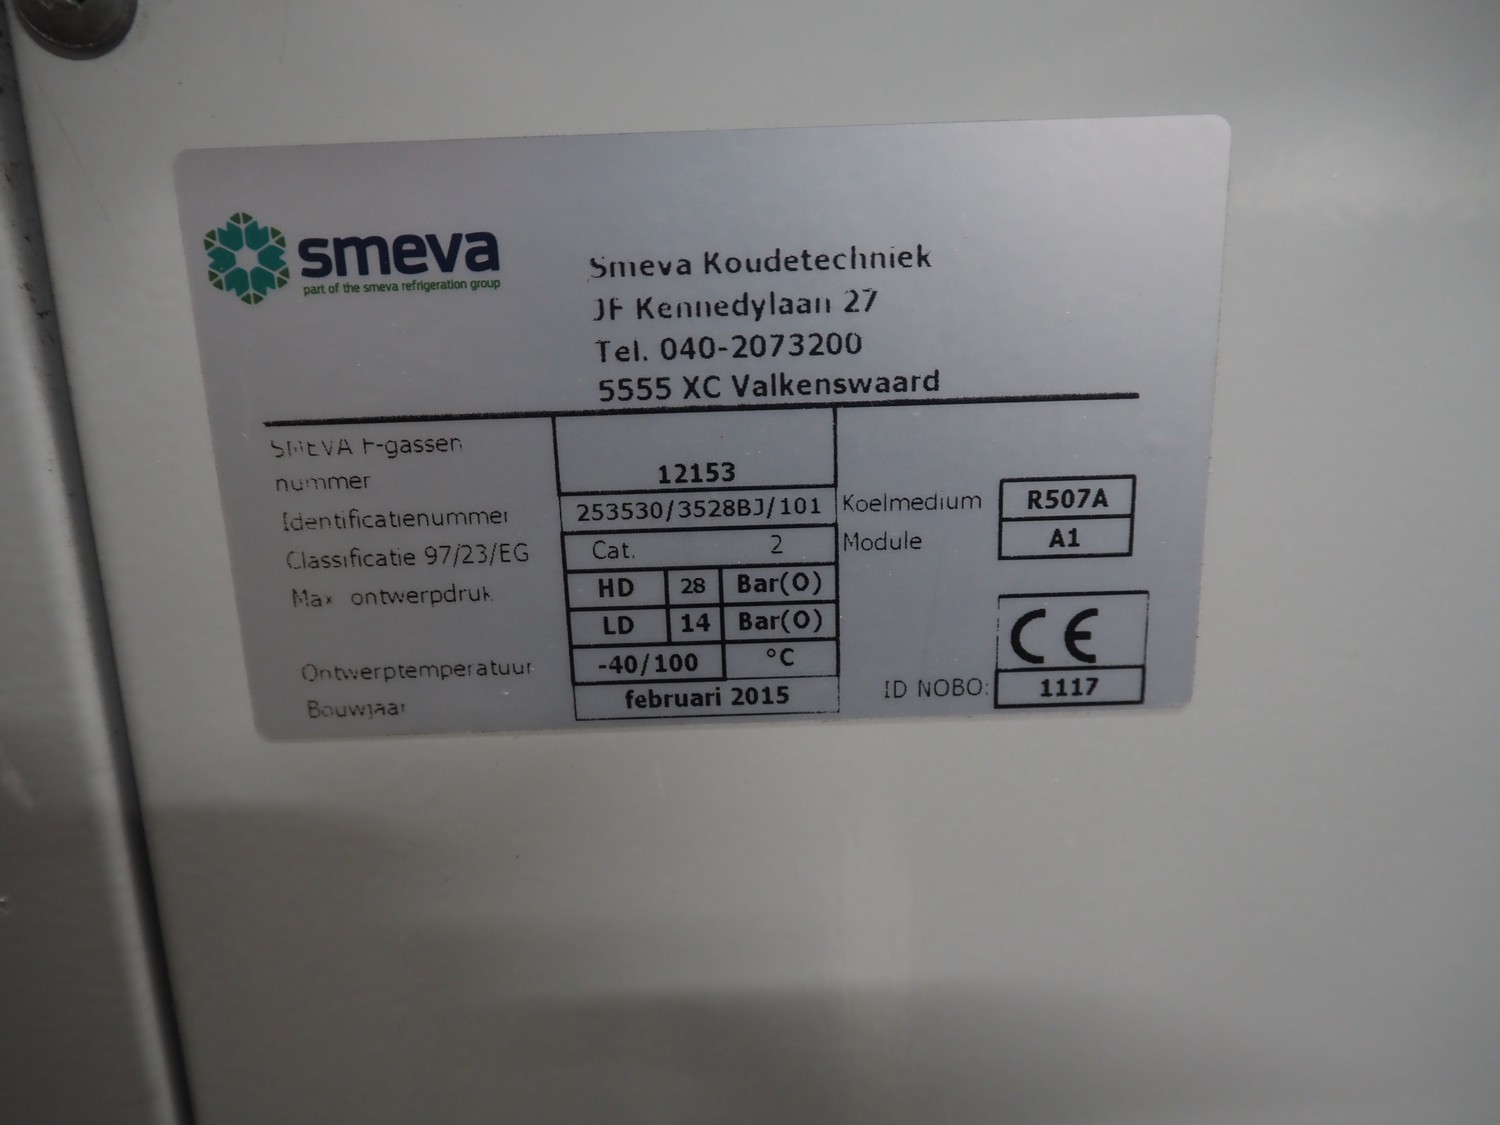 smeva
part of the smeva refrigeration group
Smeva Koudetechniek
JF Kennedylaan 27
Tel. 040-2073200
5555 XC Valkenswaard
SMEVA F-gassen
nummer
12153
Identificatienummer 253530/3528BJ/101 Koelmedium R507A
Classificatie 97/23/EG Cat. 2 Module A1
Max ontwerpdruk HD 28 Bar(O)
LD 14 Bar(O)
CE
Ontwerptemperatuur -40/100 °C
Bouwjaar februari 2015 ID NOBO: 1117